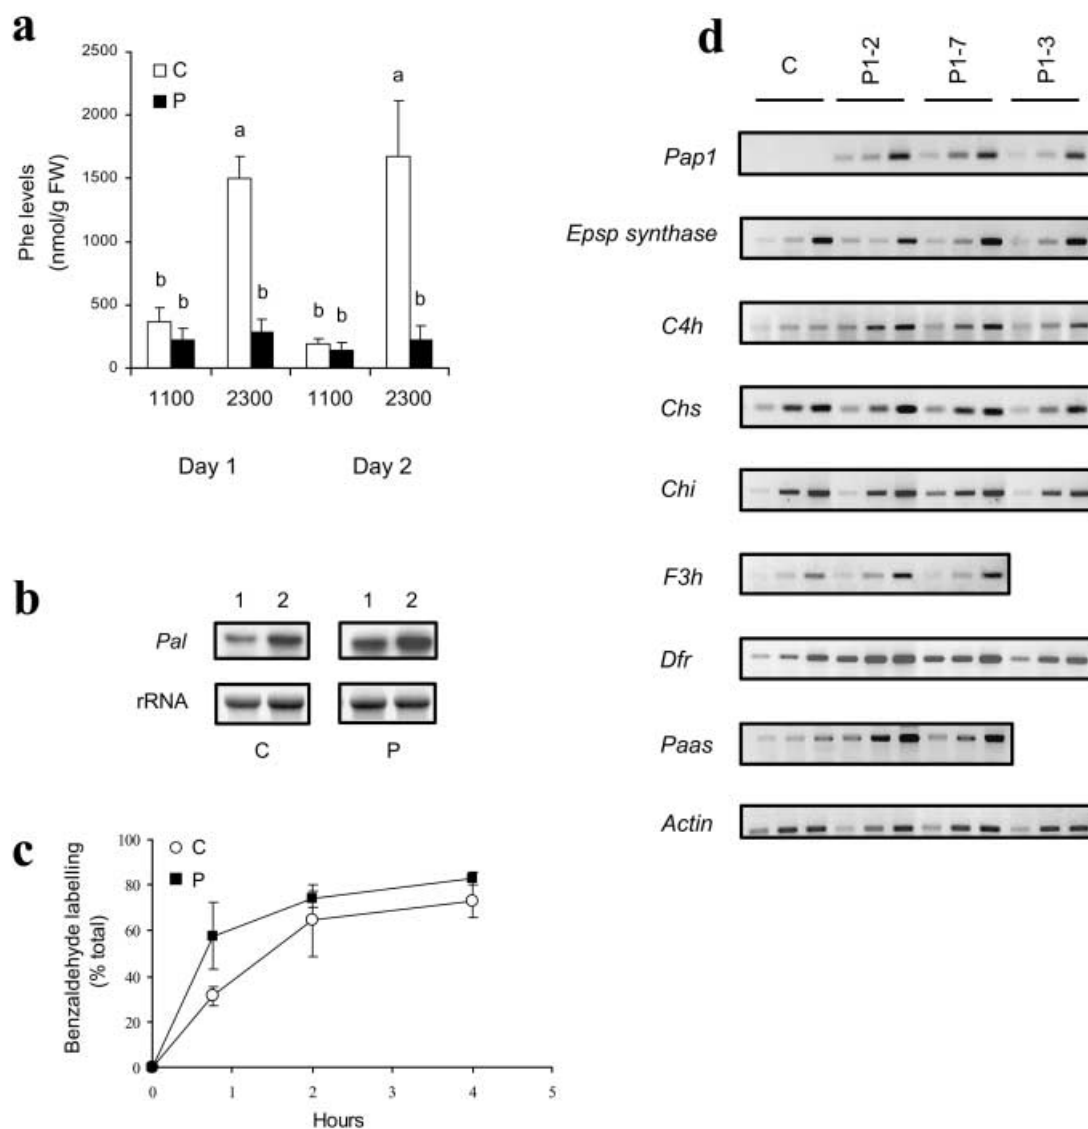 a
2500
2000
1500
1000
500
0
Phe levels
(nmol/g FW)
C
P
b
b
a
b
b
b
a
b
1100
2300
1100
2300
Day 1
Day 2
b
1
2
1
2
Pal
rRNA
C
P
c
C
P
100
80
60
40
20
0
Benzaldehyde labelling
(% total)
0
1
2
3
4
5
Hours
d
C
P1-2
P1-7
P1-3
Pap1
Epsp synthase
C4h
Chs
Chi
F3h
Dfr
Paas
Actin